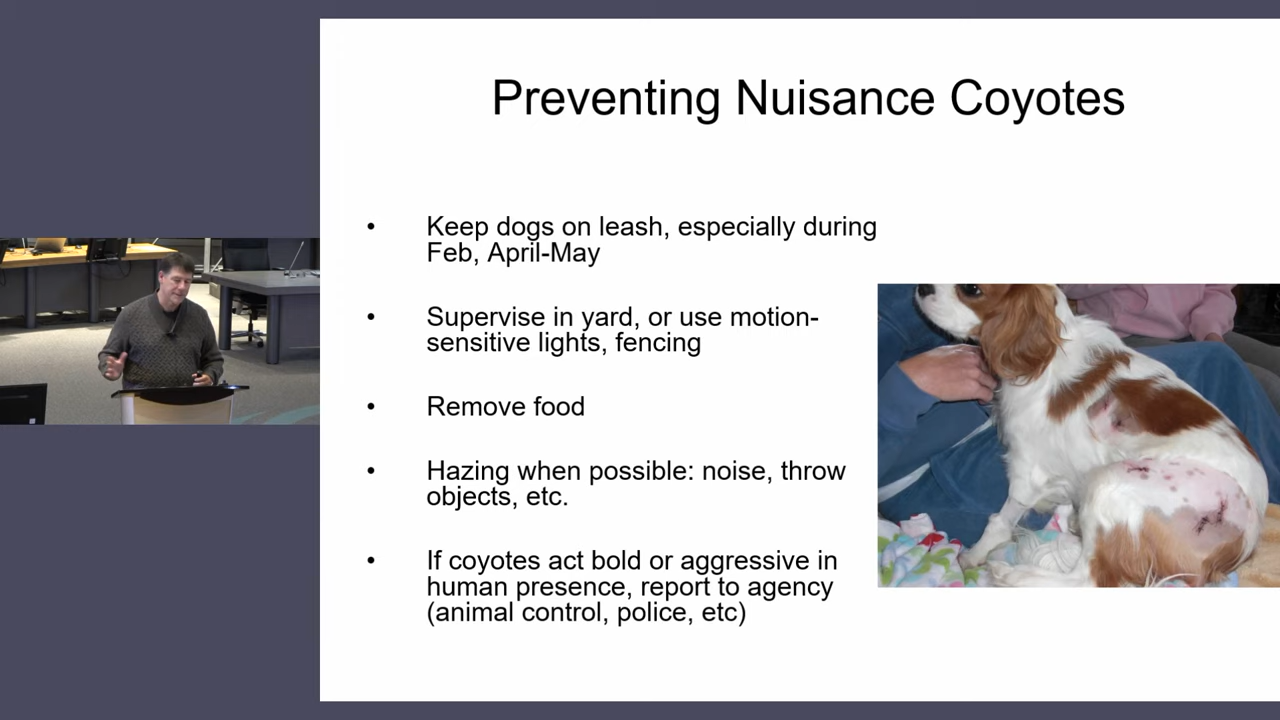 Preventing Nuisance Coyotes
• Keep dogs on leash, especially during
Feb, April-May
• Supervise in yard, or use motion-
sensitive lights, fencing
• Remove food
• Hazing when possible: noise, throw
objects, etc.
• If coyotes act bold or aggressive in
human presence, report to agency
(animal control, police, etc)